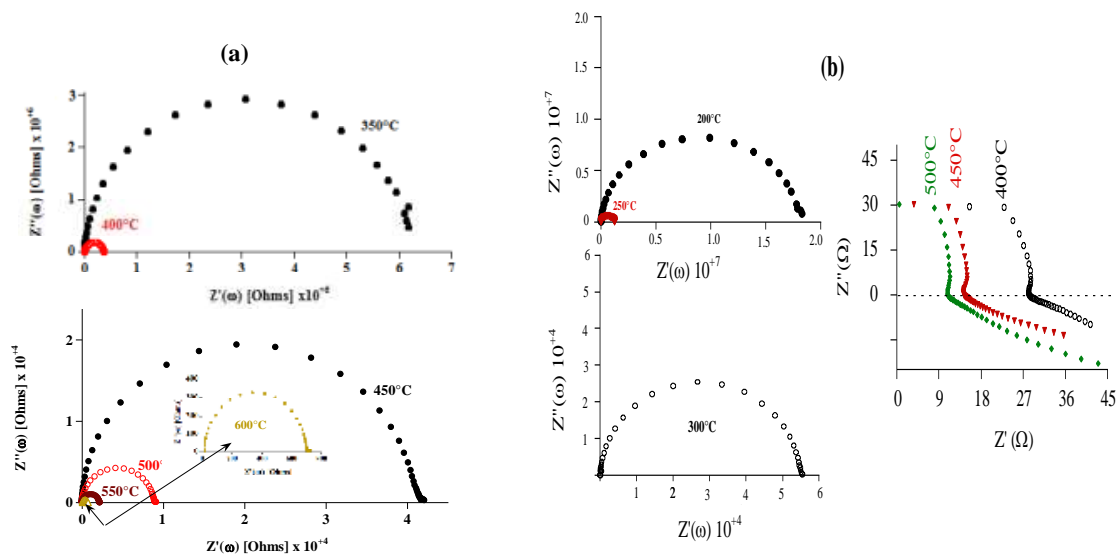 (a)
3
2
1
0
Z''(ω) [Ohms] x 10⁺⁶
350°C
400°C
0 1 2 3 4 5 6 7
Z'(ω) [Ohms] x10⁺⁶
2
1
0
Z''(ω) [Ohms] x 10⁺⁴
450°C
600°C
500°
550°C
0 1 2 3 4
Z'(ω) [Ohms] x 10⁺⁴
(b)
2.0
1.5
1.0
0.5
0
Z''(ω) 10⁺⁷
200°C
250°C
0 0.5 1.0 1.5 2.0
Z'(ω) 10⁺⁷
6
5
4
3
2
1
Z''(ω) 10⁺⁴
300°C
1 2 3 4 5 6
Z'(ω) 10⁺⁴
500°C
450°C
400°C
45
30
15
0
Z''(Ω)
0 9 18 27 36 45
Z' (Ω)